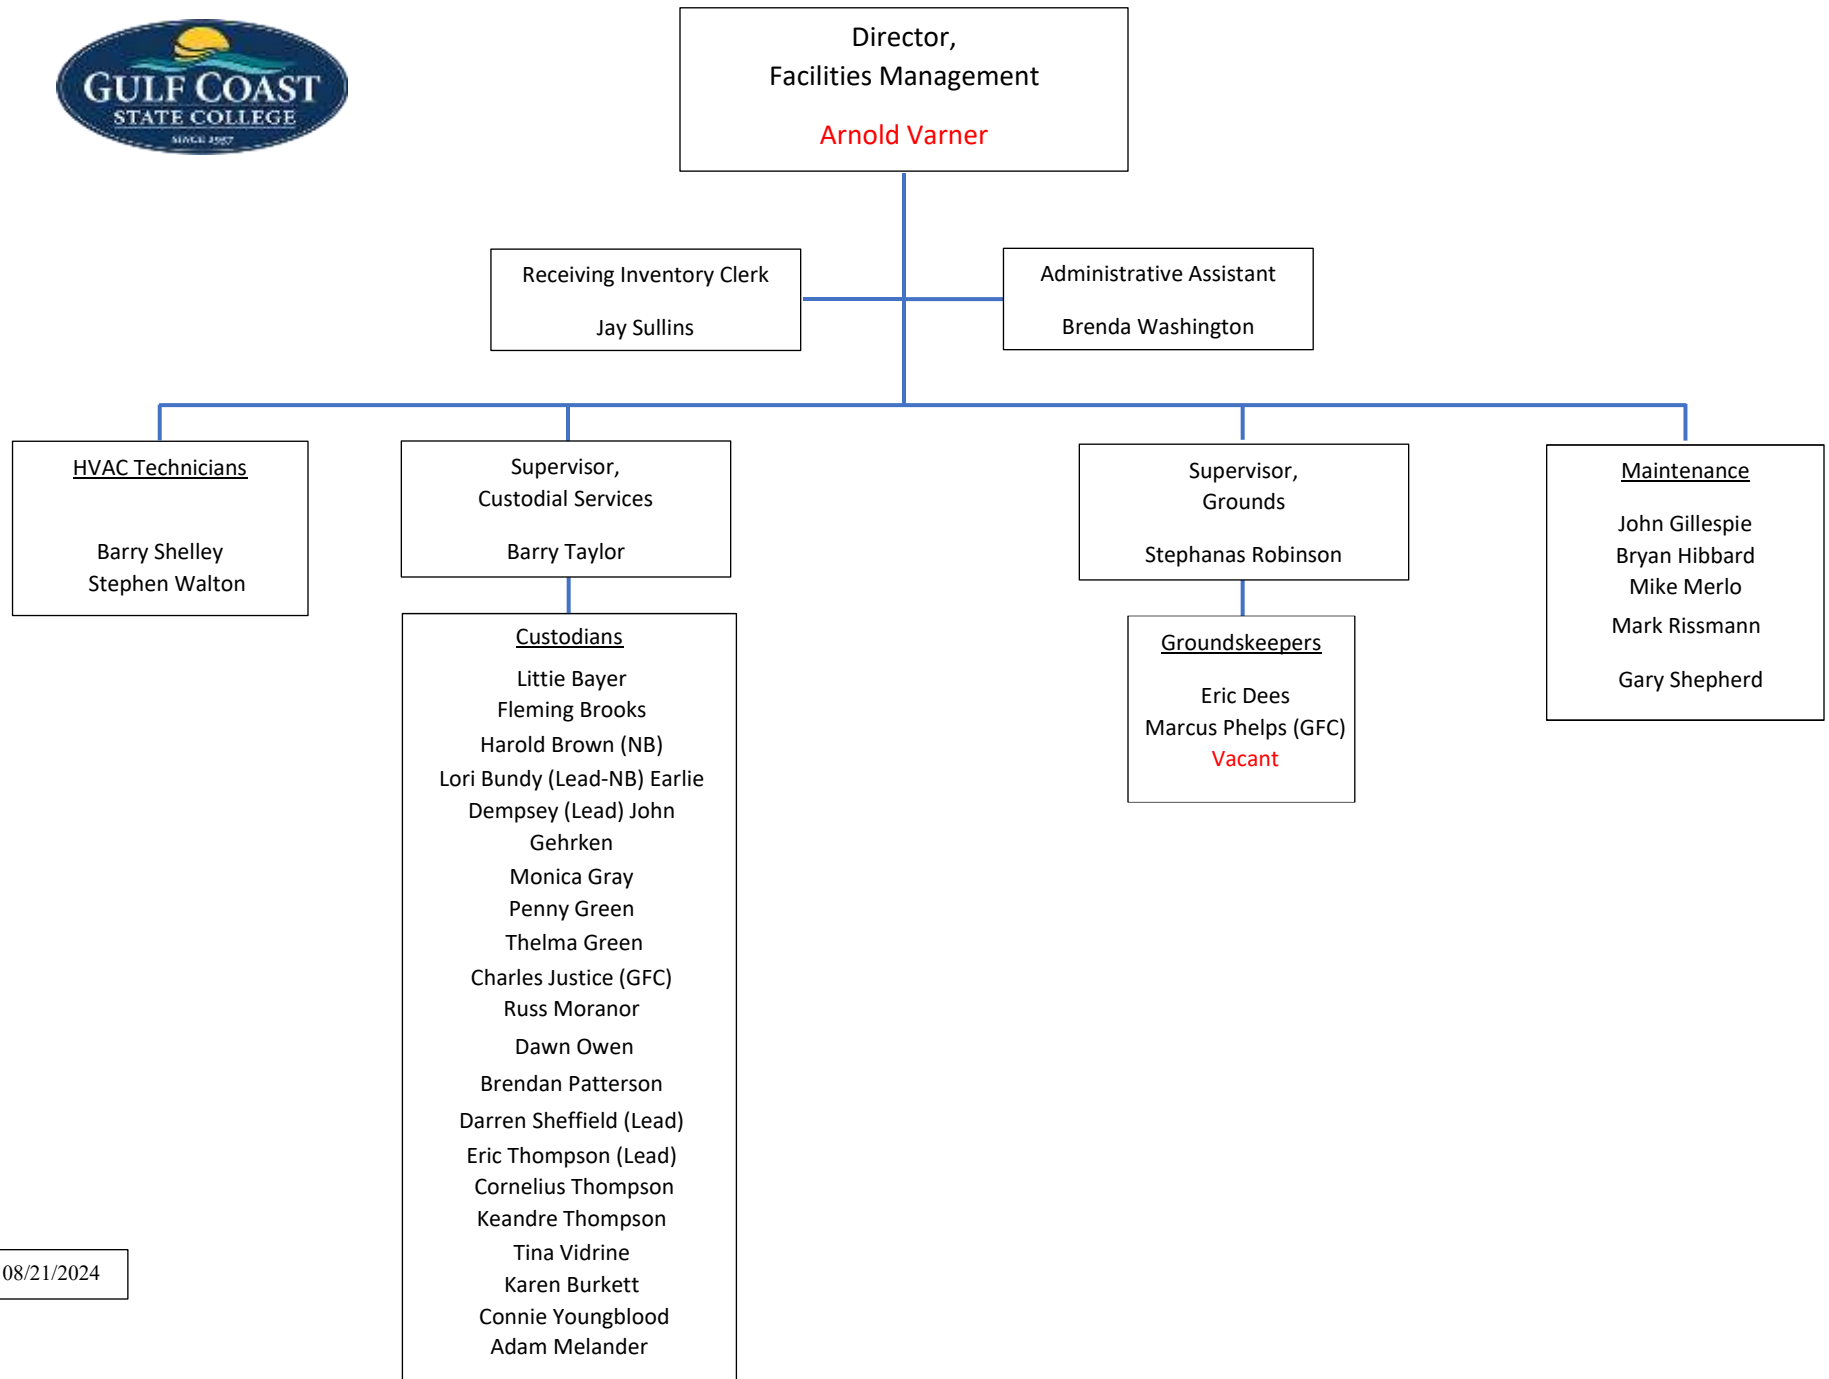 GULF COAST
STATE COLLEGE
SINCE 1957
Director,
Facilities Management
Arnold Varner
Receiving Inventory Clerk
Jay Sullins
Administrative Assistant
Brenda Washington
HVAC Technicians
Barry Shelley
Stephen Walton
Supervisor,
Custodial Services
Barry Taylor
Custodians
Littie Bayer
Fleming Brooks
Harold Brown (NB)
Lori Bundy (Lead-NB) Earlie
Dempsey (Lead) John
Gehrken
Monica Gray
Penny Green
Thelma Green
Charles Justice (GFC)
Russ Moranor
Dawn Owen
Brendan Patterson
Darren Sheffield (Lead)
Eric Thompson (Lead)
Cornelius Thompson
Keandre Thompson
Tina Vidrine
Karen Burkett
Connie Youngblood
Adam Melander
Supervisor,
Grounds
Stephanas Robinson
Groundskeepers
Eric Dees
Marcus Phelps (GFC)
Vacant
Maintenance
John Gillespie
Bryan Hibbard
Mike Merlo
Mark Rissmann
Gary Shepherd
08/21/2024